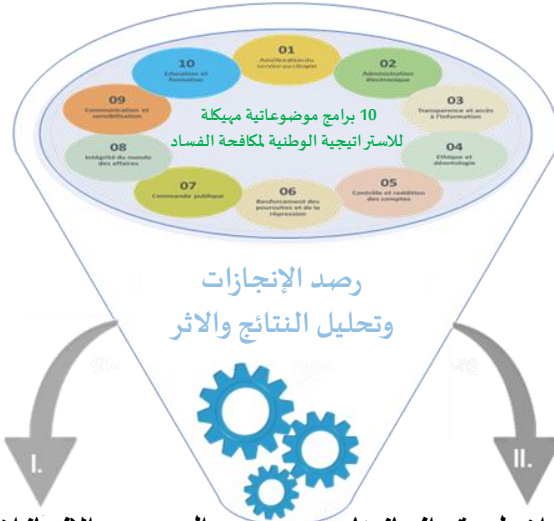 01
Amélioration du
service au citoyen
02
Administration
électronique
03
Transparence et accès
à l'information
04
Ethique et
déontologie
05
Contrôle et reddition
des comptes
06
Renforcement des
poursuites et de la
répression
07
Commande publique
08
Intégrité du monde
des affaires
09
Communication et
sensibilisation
10
Education et
formation
10 برامج موضوعاتية مهيكلة
للاستراتيجية الوطنية لمكافحة الفساد
رصد الإنجازات
وتحليل النتائج والاثر
I.
II.